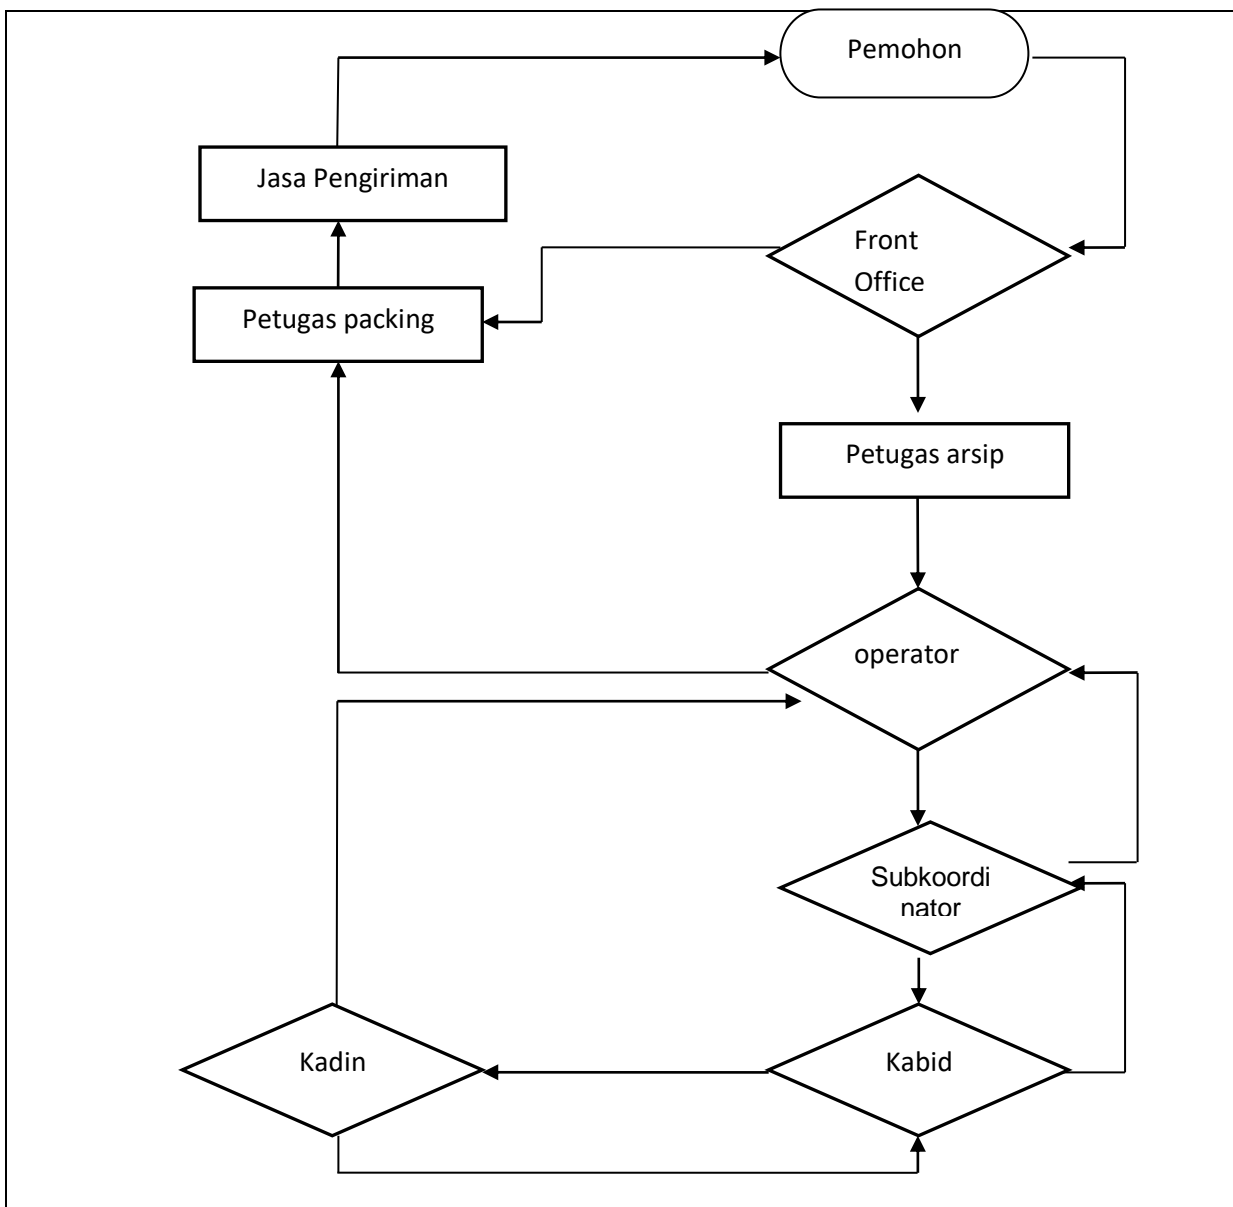 Pemohon
Jasa Pengiriman
Front
Office
Petugas packing
Petugas arsip
operator
Subkoordi
nator
Kadin
Kabid